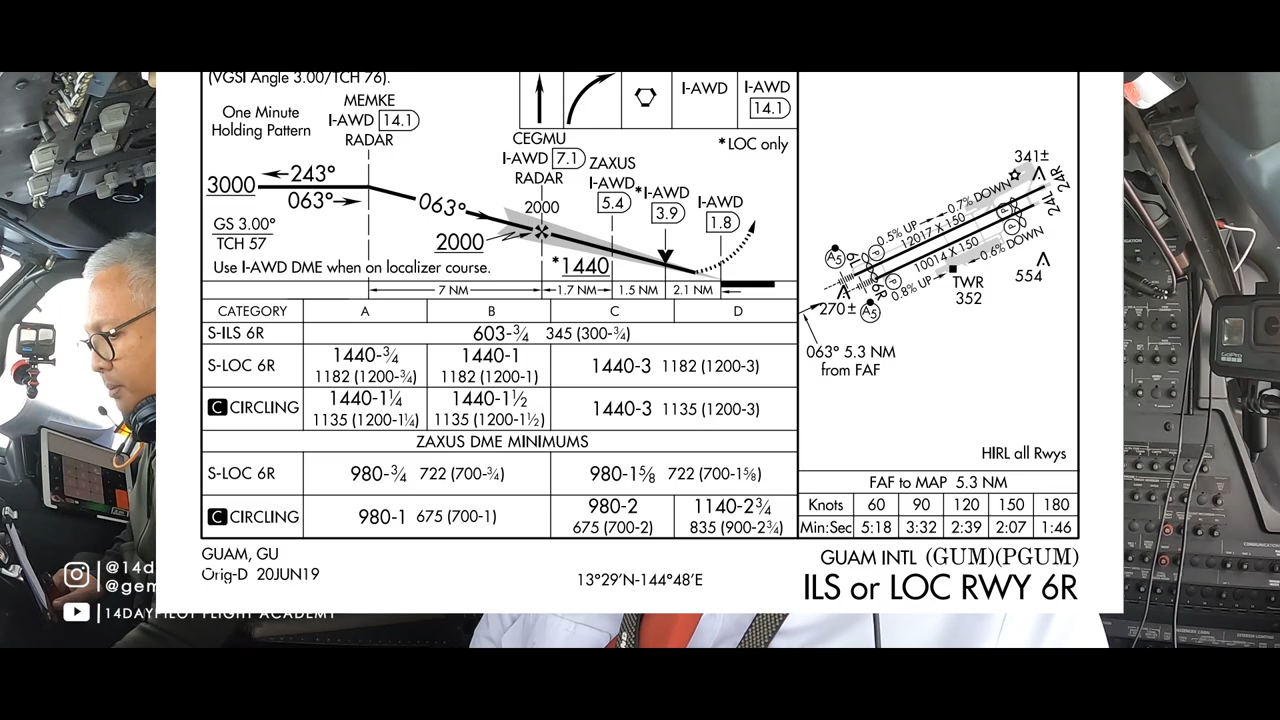 (VGSI Angle 3.00/TCH 76).
One Minute
Holding Pattern
MEMKE
I-AWD 14.1
RADAR
I-AWD
I-AWD
14.1
CEGMU
I-AWD 7.1
RADAR
*LOC only
ZAXUS
I-AWD
5.4
*I-AWD
3.9
I-AWD
1.8
3000
243°
063°
063°
2000
2000
*1440
GS 3.00°
TCH 57
Use I-AWD DME when on localizer course.
7 NM
1.7 NM
1.5 NM
2.1 NM
CATEGORY A B C D
S-ILS 6R 603-¾ 345 (300-¾)
S-LOC 6R
1440-¾
1182 (1200-¾)
1440-1
1182 (1200-1)
1440-3 1182 (1200-3)
C CIRCLING
1440-1¼
1135 (1200-1¼)
1440-1½
1135 (1200-1½)
1440-3 1135 (1200-3)
ZAXUS DME MINIMUMS
S-LOC 6R 980-¾ 722 (700-¾) 980-1⅝ 722 (700-1⅝)
C CIRCLING 980-1 675 (700-1)
980-2
675 (700-2)
1140-2¾
835 (900-2¾)
341±
24R
24L
0.5% UP
0.7% DOWN
12017 X 150
10014 X 150
0.8% UP
0.6% DOWN
A5
P
P
P
P
6L
6R
A5
270±
TWR
352
554
063° 5.3 NM
from FAF
HIRL all Rwys
FAF to MAP 5.3 NM
Knots 60 90 120 150 180
Min:Sec 5:18 3:32 2:39 2:07 1:46
GUAM, GU
Orig-D 20JUN19
13°29'N-144°48'E
GUAM INTL (GUM)(PGUM)
ILS or LOC RWY 6R
@14d
@gem
14DAYPILOT FLIGHT ACADEMY
GoPro